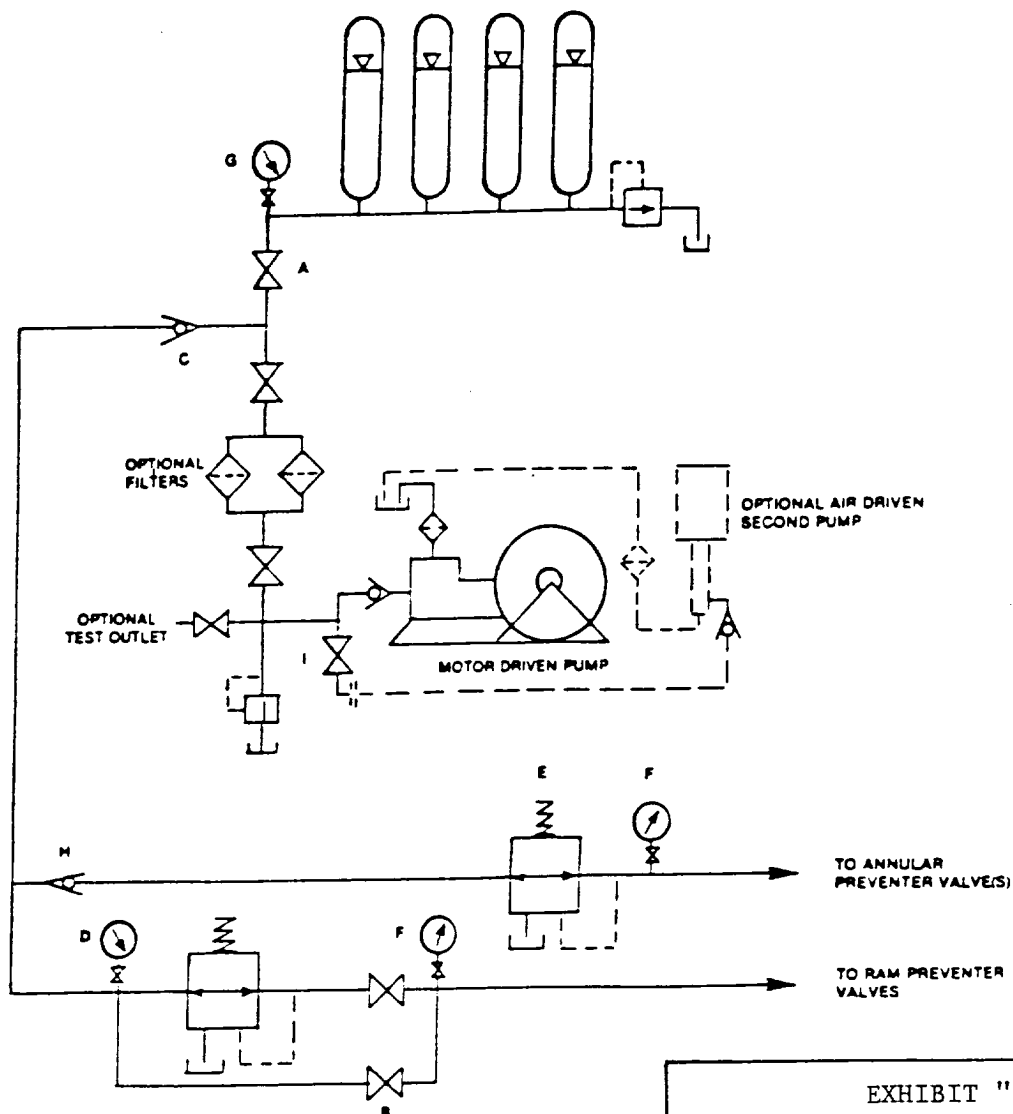 G
A
C
OPTIONAL
FILTERS
OPTIONAL AIR DRIVEN
SECOND PUMP
OPTIONAL
TEST OUTLET
I
MOTOR DRIVEN PUMP
E
F
H
TO ANNULAR
PREVENTER VALVE(S)
D
F
TO RAM PREVENTER
VALVES
EXHIBIT "